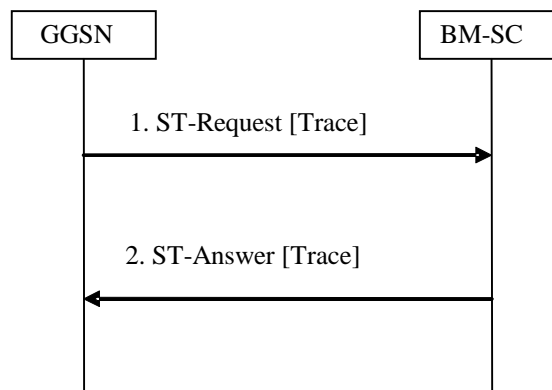 GGSN
BM-SC
1. ST-Request [Trace]
2. ST-Answer [Trace]